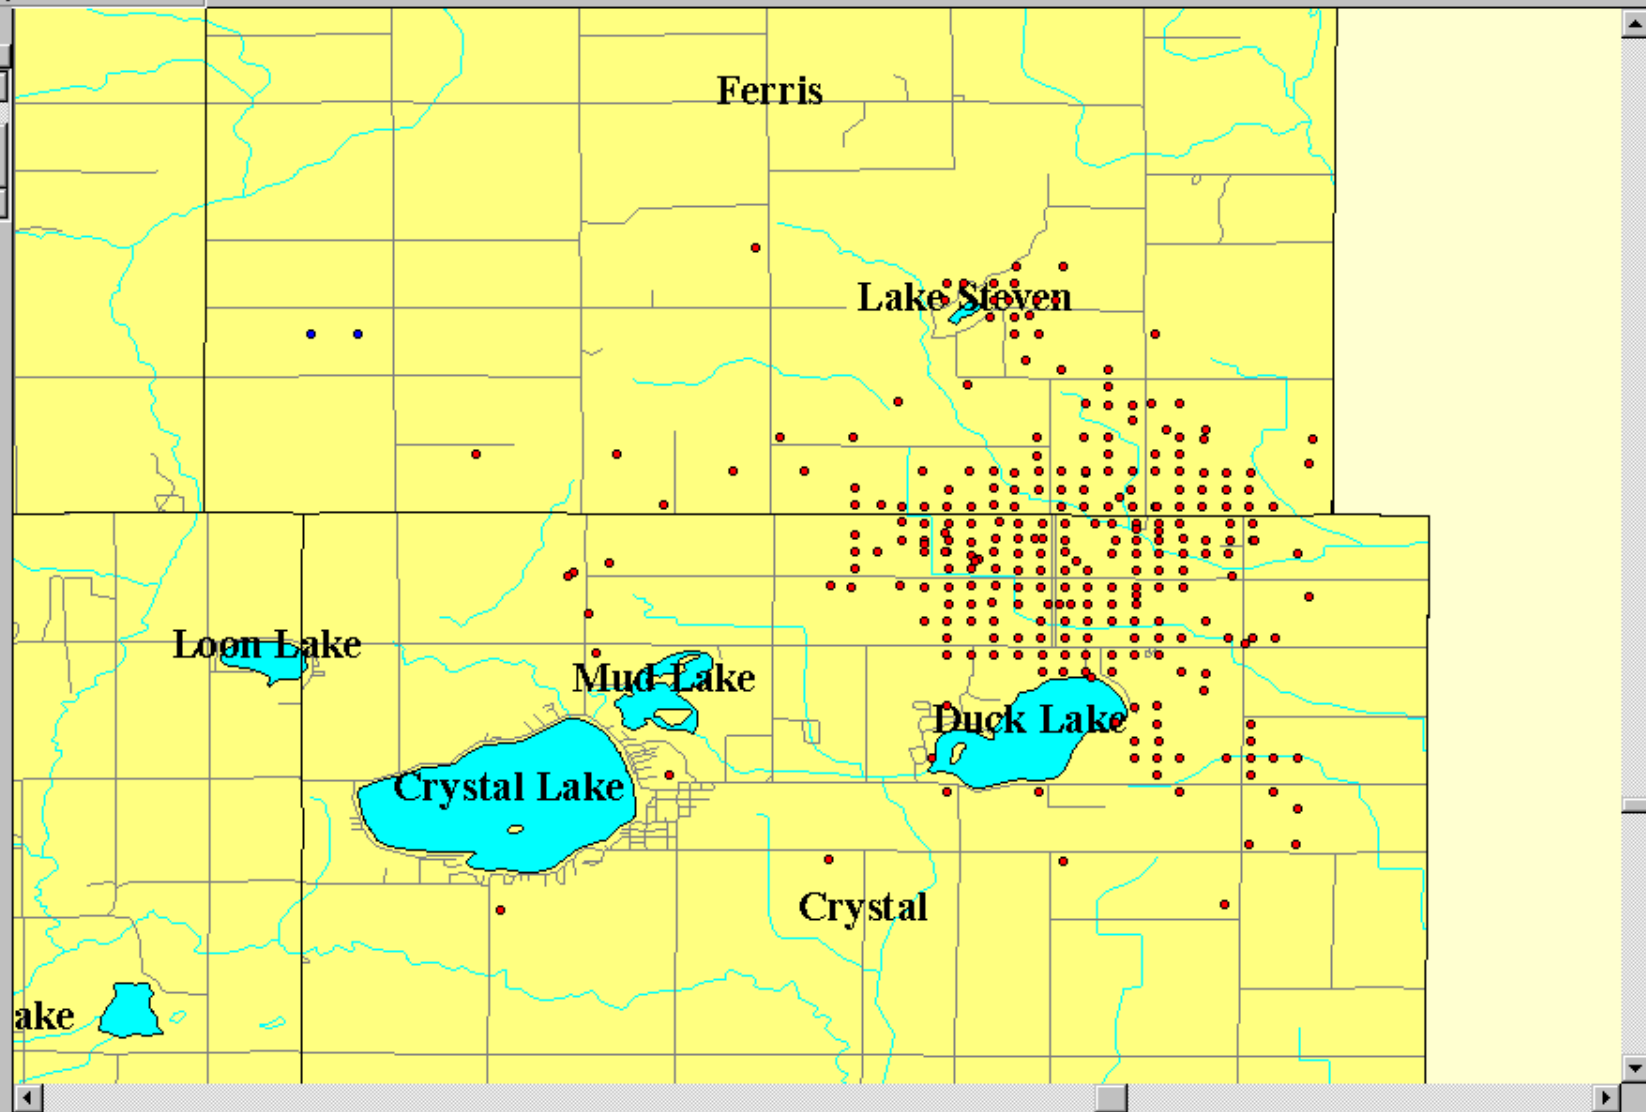 Ferris
Lake Steven
Loon Lake
Mud Lake
Duck Lake
Crystal Lake
Crystal
ake